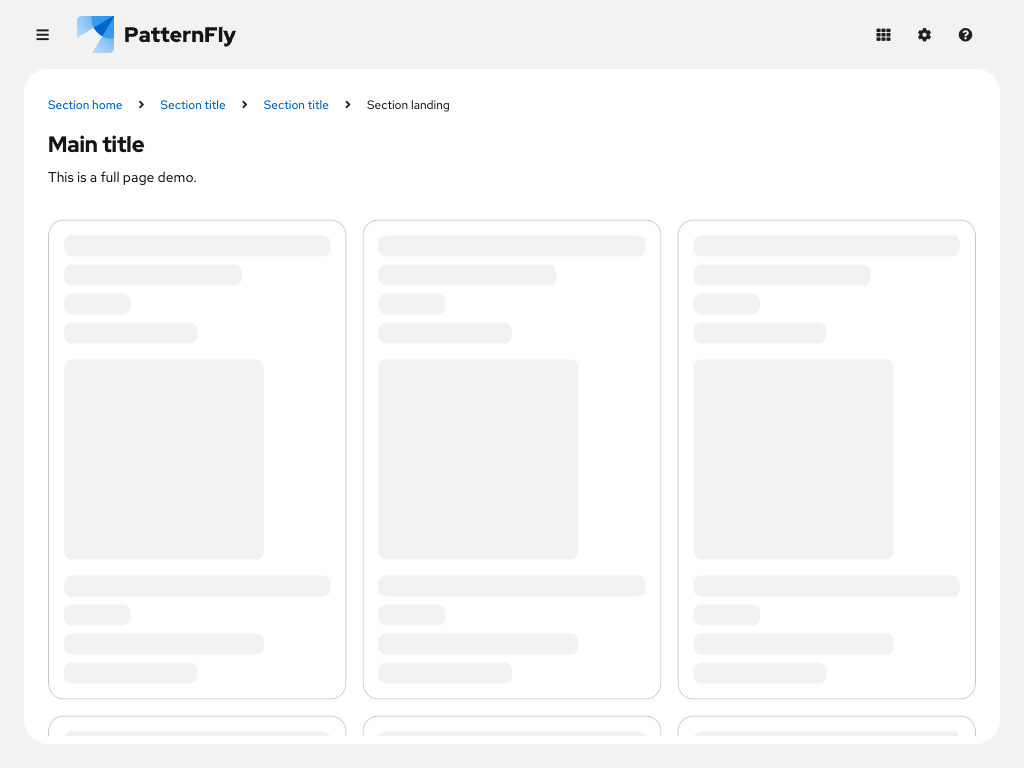 PatternFly
Section home Section title Section title Section landing
Main title
This is a full page demo.